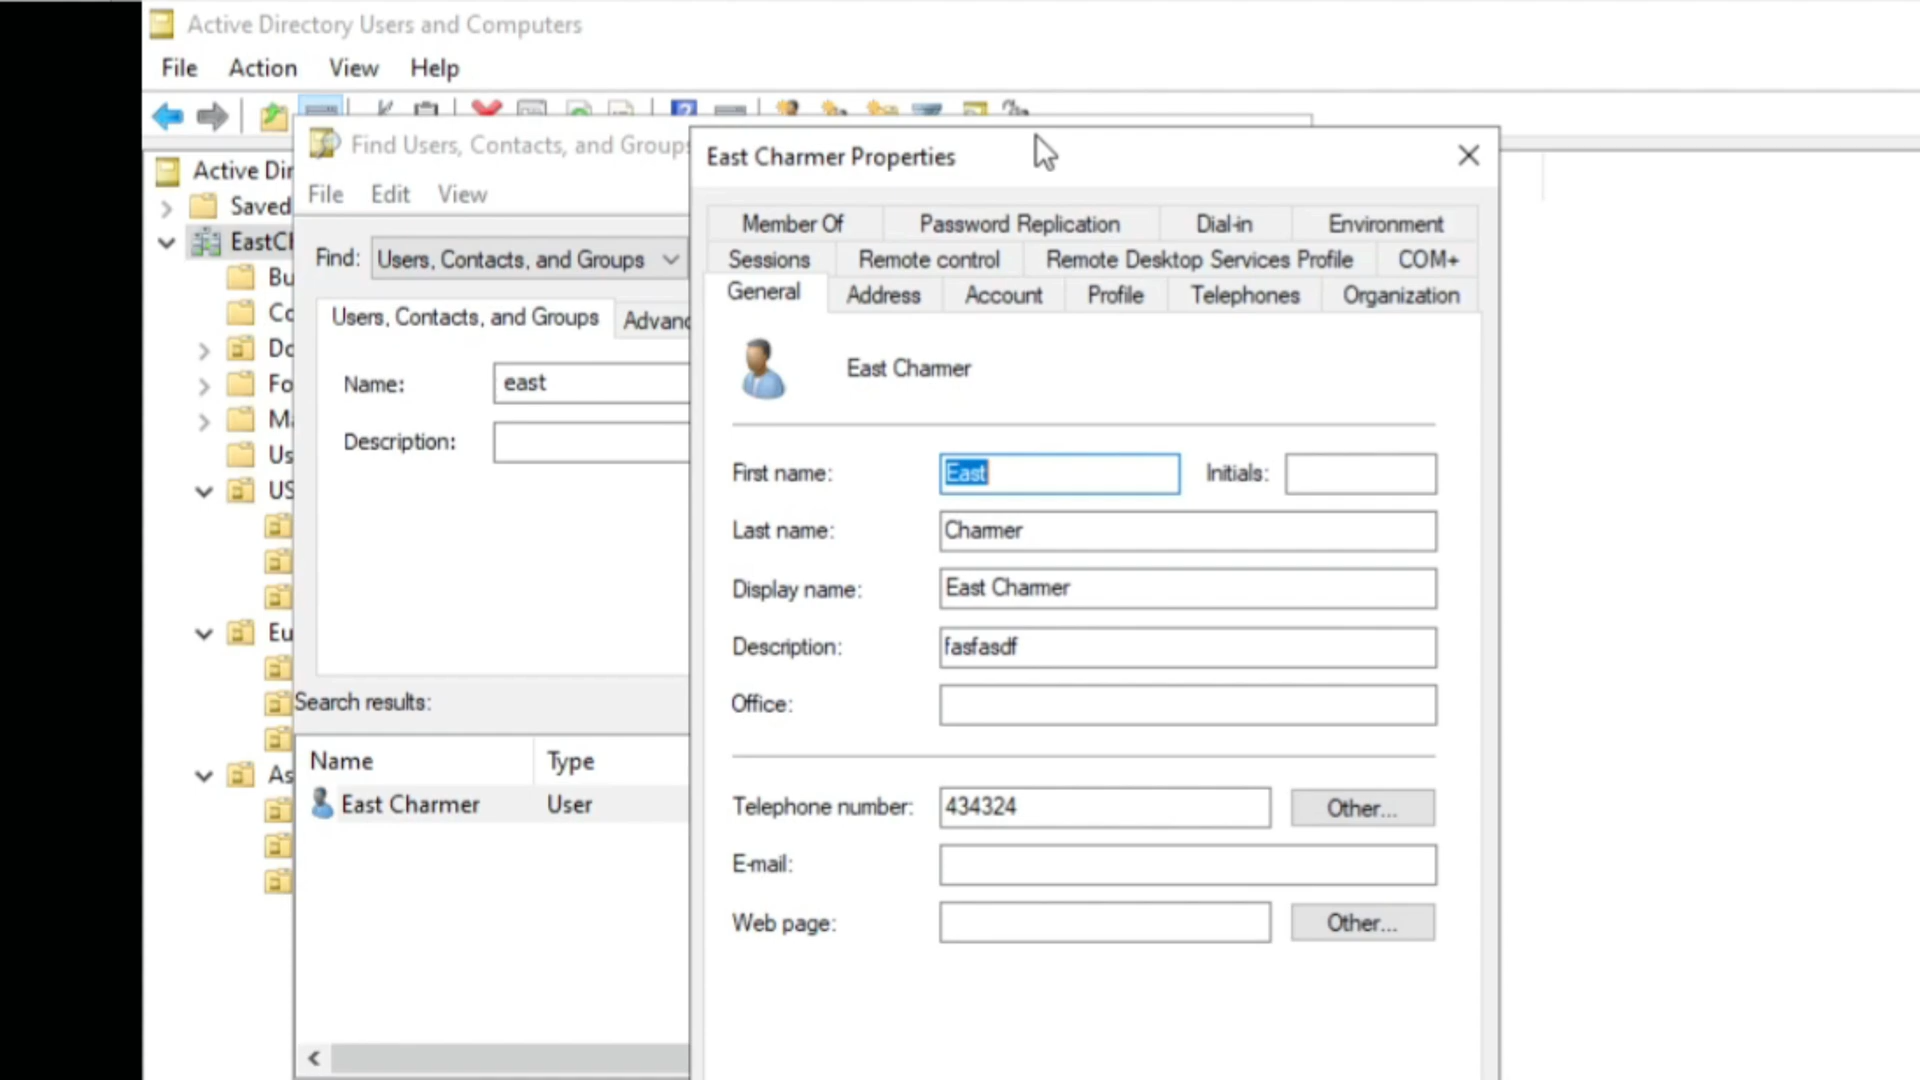 Active Directory Users and Computers
File Action View Help
Find Users, Contacts, and Groups
File Edit View
Find: Users, Contacts, and Groups
Users, Contacts, and Groups
Name: east
Description:
Search results:
Name Type
East Charmer User
Active Dir
Saved
EastCh
Bu
Co
Do
Fo
Ma
Us
US
Eu
As
East Charmer Properties
Member Of Password Replication Dial-in Environment
Sessions Remote control Remote Desktop Services Profile COM+
General Address Account Profile Telephones Organization
East Charmer
First name: East Initials:
Last name: Charmer
Display name: East Charmer
Description: fasfasdf
Office:
Telephone number: 434324 Other...
E-mail:
Web page: Other...